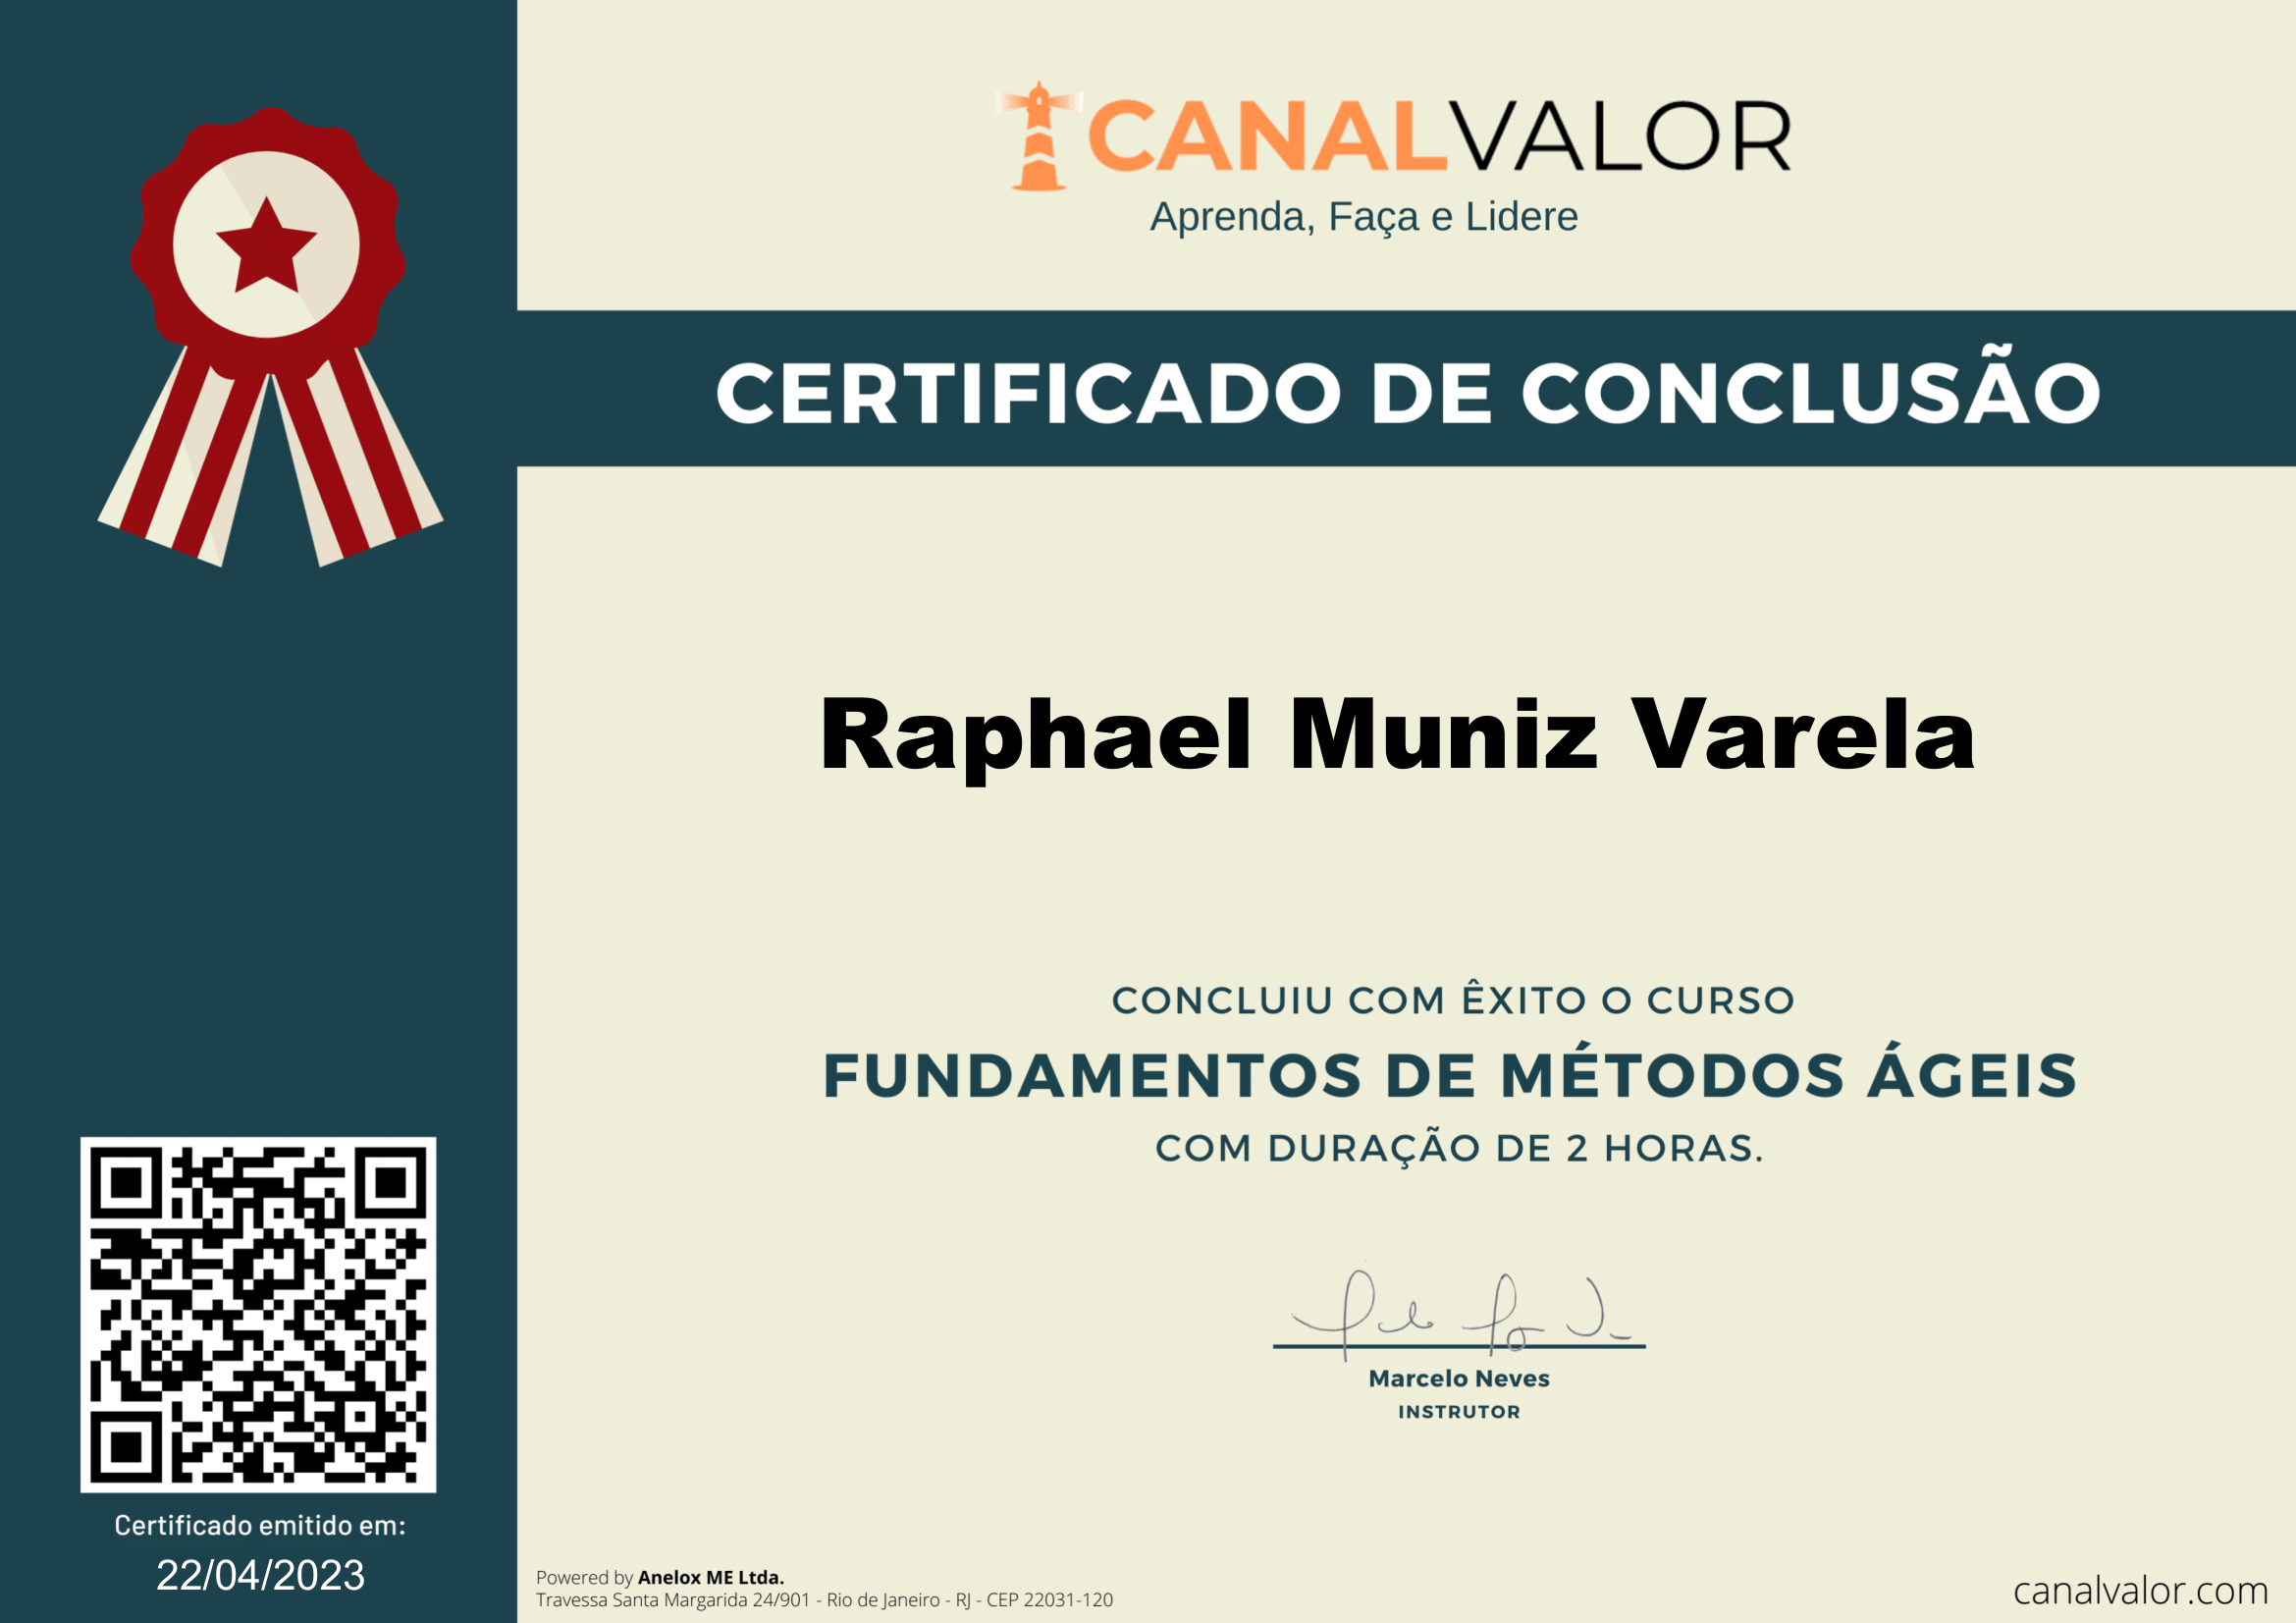 CANALVALOR
Aprenda, Faça e Lidere
CERTIFICADO DE CONCLUSÃO
Raphael Muniz Varela
CONCLUIU COM ÊXITO O CURSO
FUNDAMENTOS DE MÉTODOS ÁGEIS
COM DURAÇÃO DE 2 HORAS.
Marcelo Neves
INSTRUTOR
Certificado emitido em:
22/04/2023
Powered by Anelox ME Ltda.
Travessa Santa Margarida 24/901 - Rio de Janeiro - RJ - CEP 22031-120
canalvalor.com